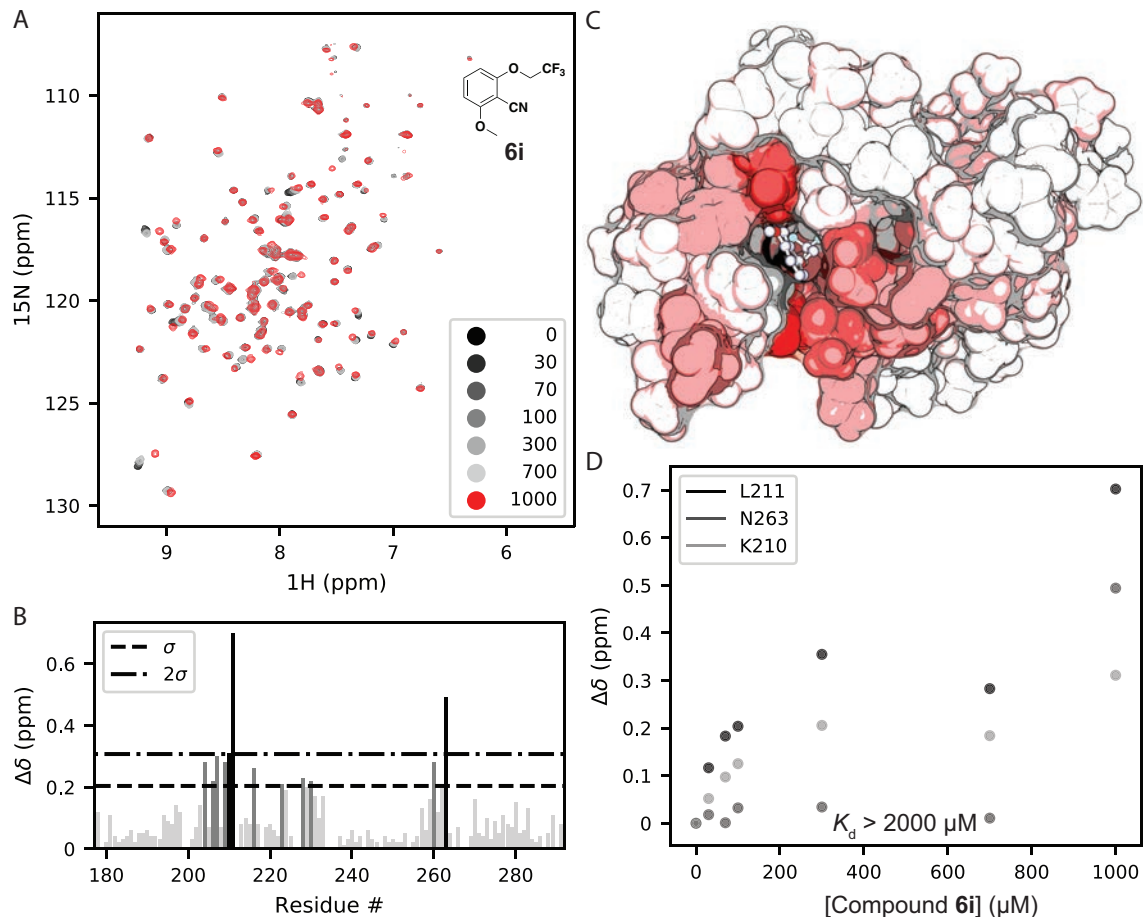 A
O
CF3
CN
O
6i
110
115
120
125
130
15N (ppm)
0
30
70
100
300
700
1000
9
8
7
6
1H (ppm)
B
σ
2σ
0.6
0.4
0.2
0
Δδ (ppm)
180
200
220
240
260
280
Residue #
C
D
L211
N263
K210
0.7
0.6
0.5
0.4
0.3
0.2
0.1
0
Δδ (ppm)
Kd > 2000 µM
0
200
400
600
800
1000
[Compound 6i] (µM)